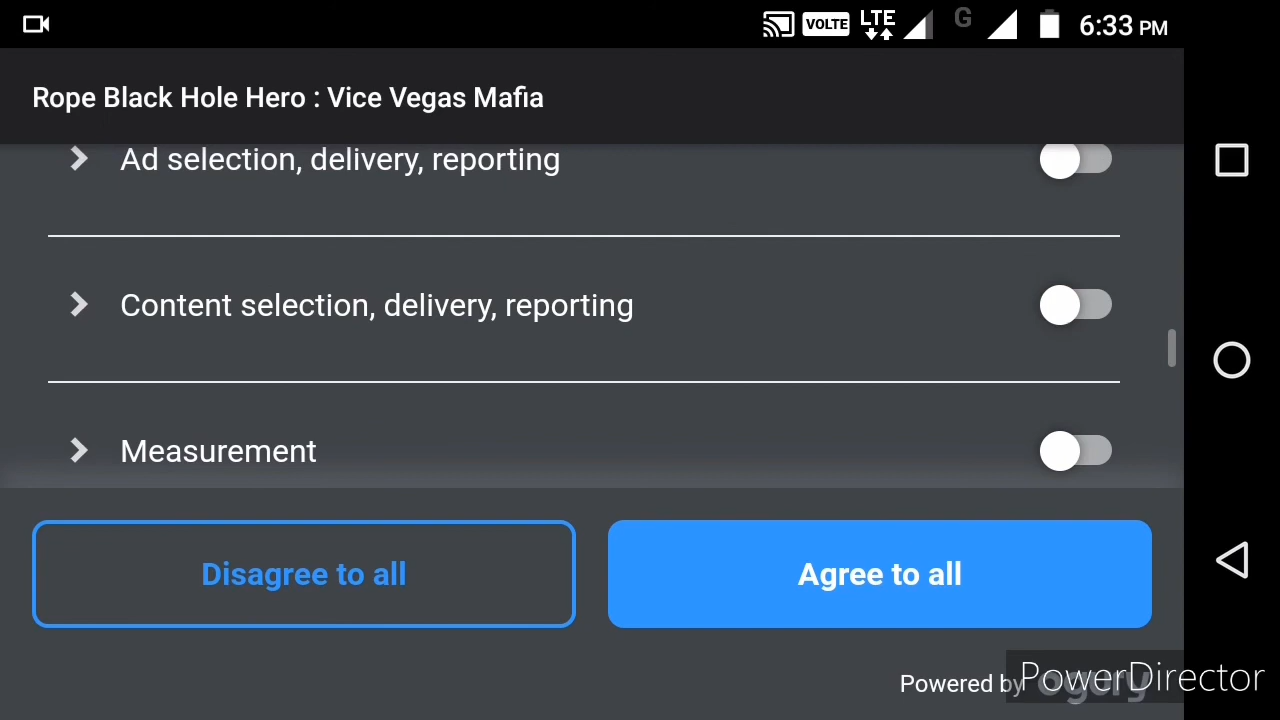 VOLTE LTE G 6:33 PM
Rope Black Hole Hero : Vice Vegas Mafia
Ad selection, delivery, reporting
Content selection, delivery, reporting
Measurement
Disagree to all Agree to all
Powered by ogury
PowerDirector